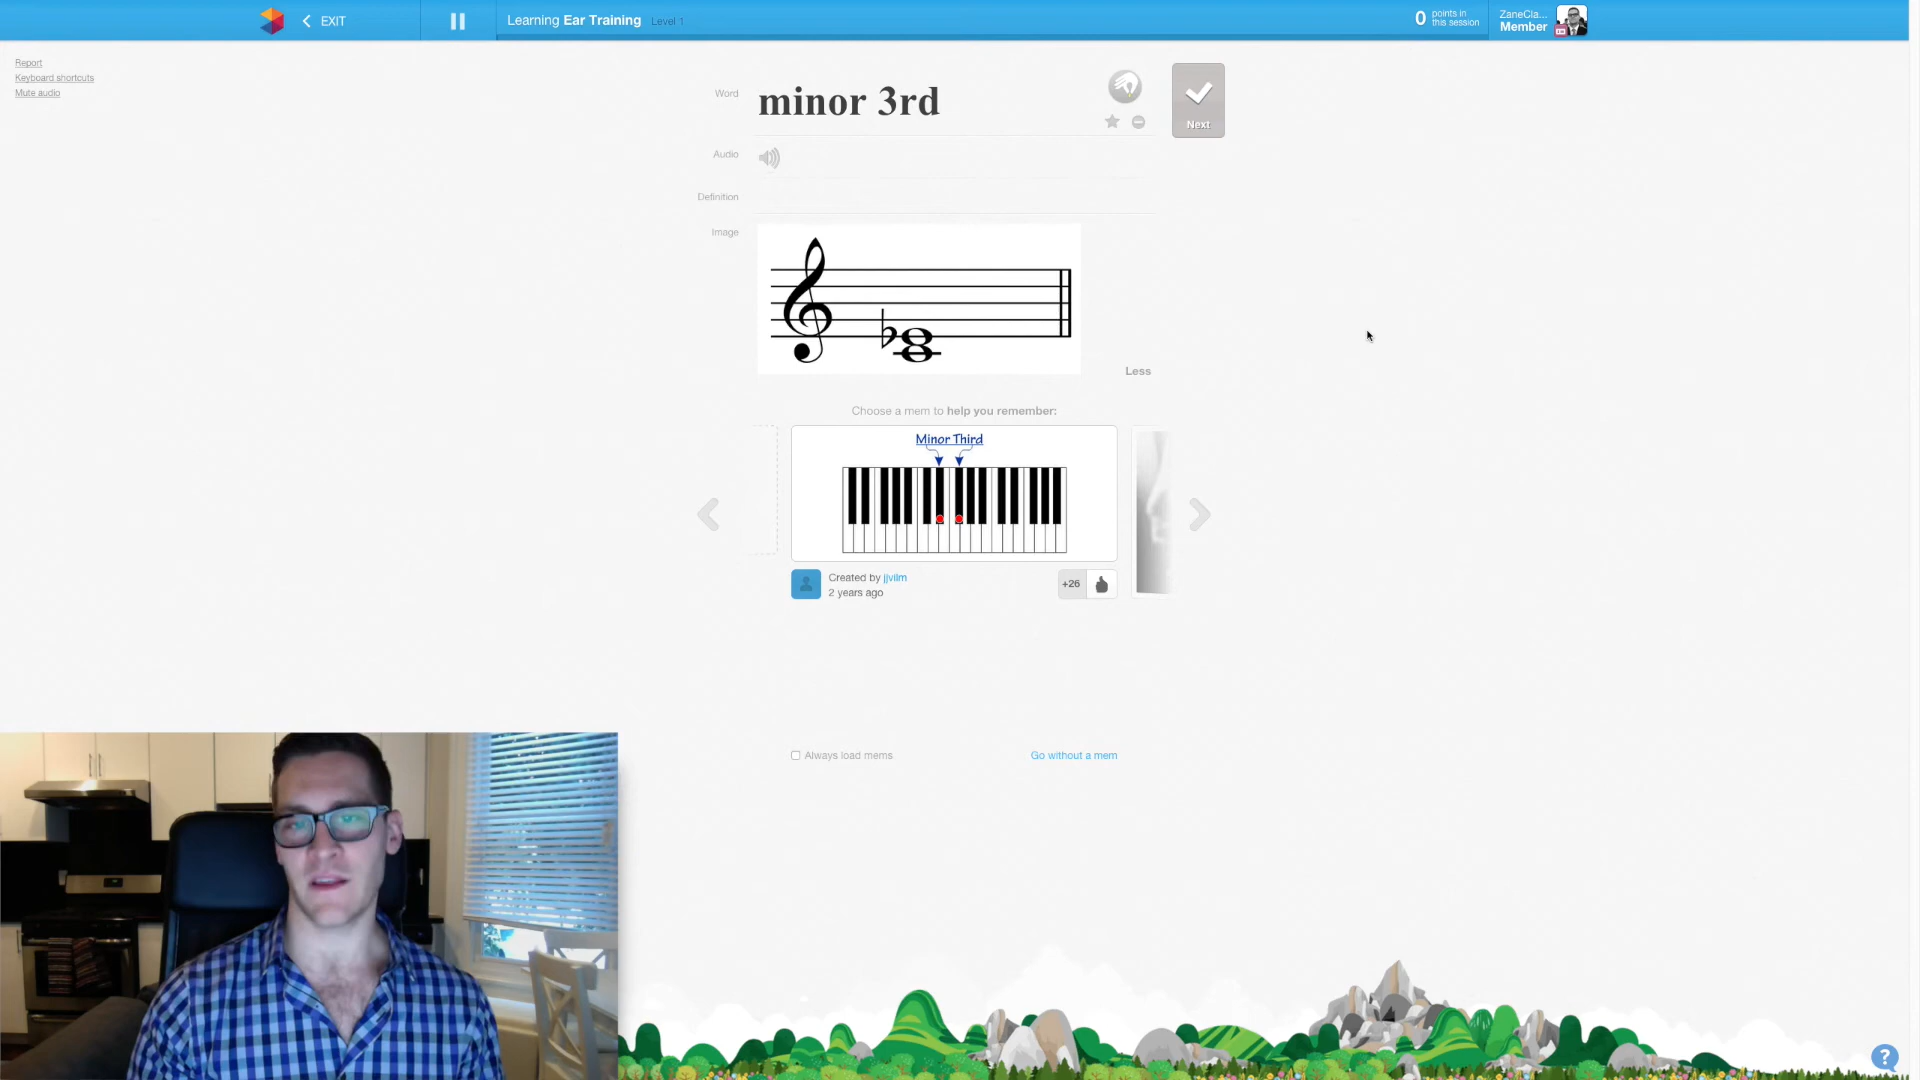 EXIT
Learning Ear Training Level 1
0 points in this session
ZaneCla...
Member
Report
Keyboard shortcuts
Mute audio
Word
minor 3rd
Next
Audio
Definition
Image
Less
Choose a mem to help you remember:
Minor Third
Created by jjvilm
2 years ago
+26
Always load mems
Go without a mem
?